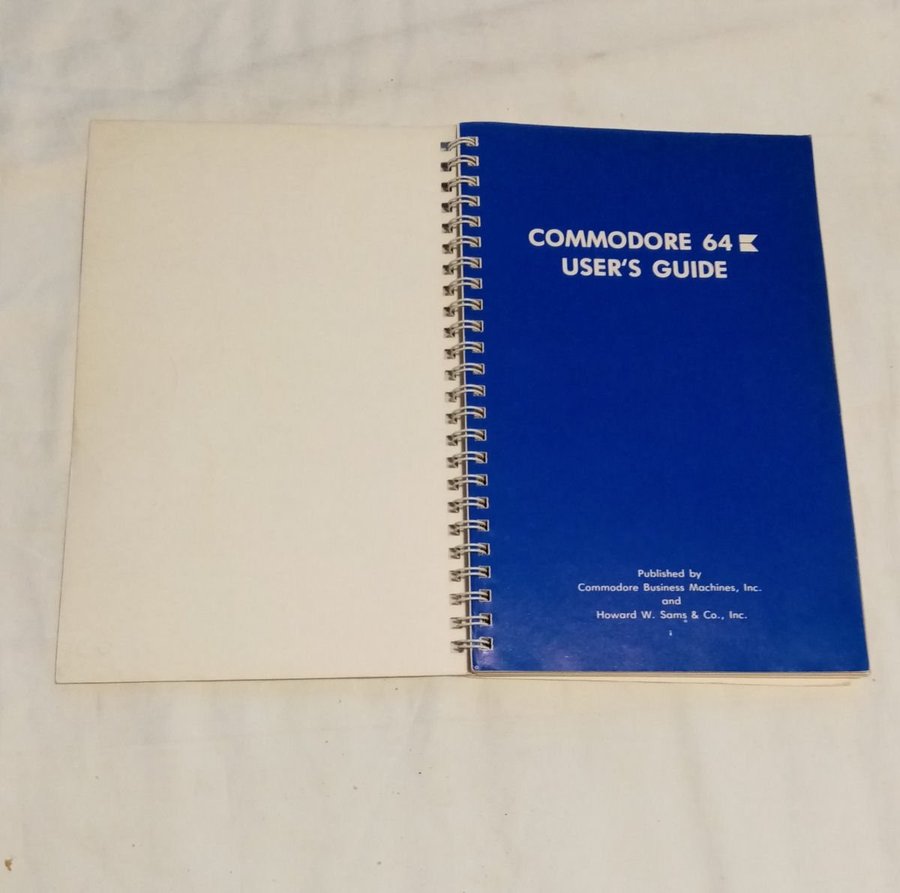 COMMODORE 64
USER'S GUIDE
Published by
Commodore Business Machines, Inc.
and
Howard W. Sams & Co., Inc.